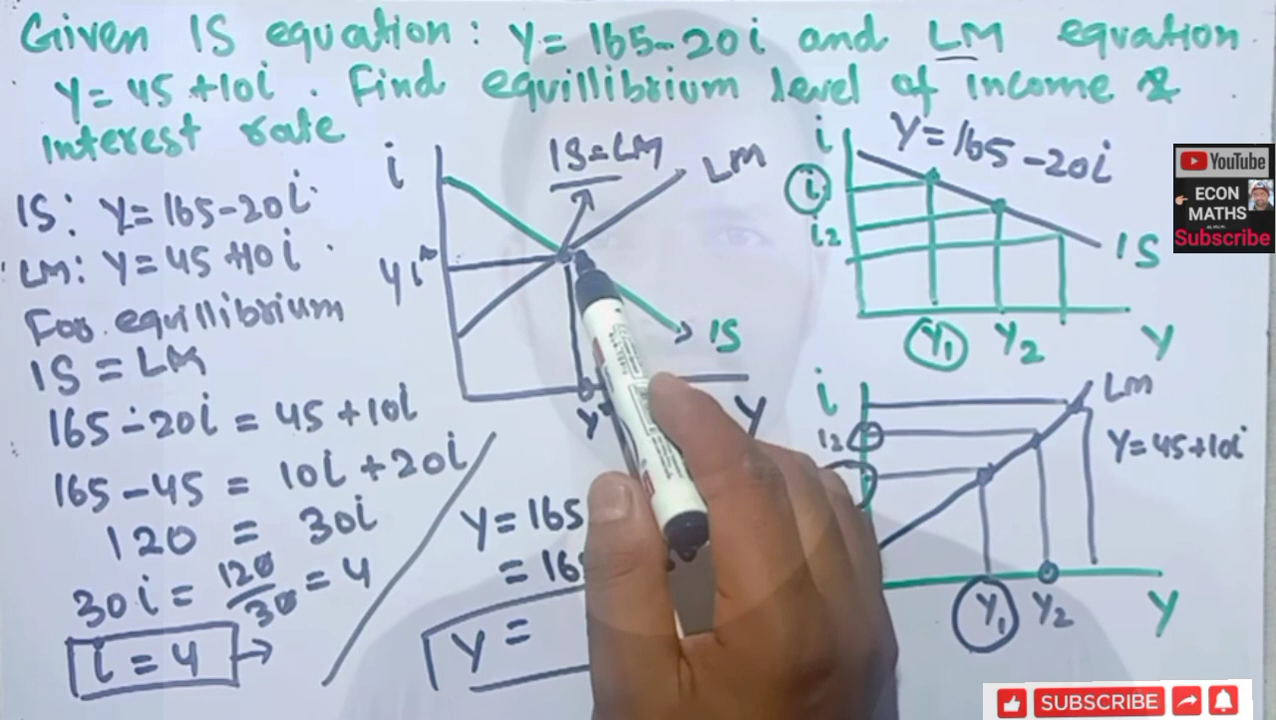 Given IS equation: Y = 165-20i and LM equation
Y = 45 +10i . Find equillibrium level of income &
interest rate
IS: Y = 165-20i
LM: Y = 45 +10i
For equillibrium
IS = LM
165-20i = 45 + 10i
165-45 = 10i + 20i
120 = 30i
30i = 120/30 = 4
i = 4
Y = 165
= 165
Y =
i
IS=LM
LM
4 i*
IS
Y*
Y
i
Y = 165-20i
i
i2
IS
Y1 Y2 Y
i
LM
i2
Y = 45+10i
Y1 Y2 Y
YouTube
ECON
MATHS
Subscribe
SUBSCRIBE